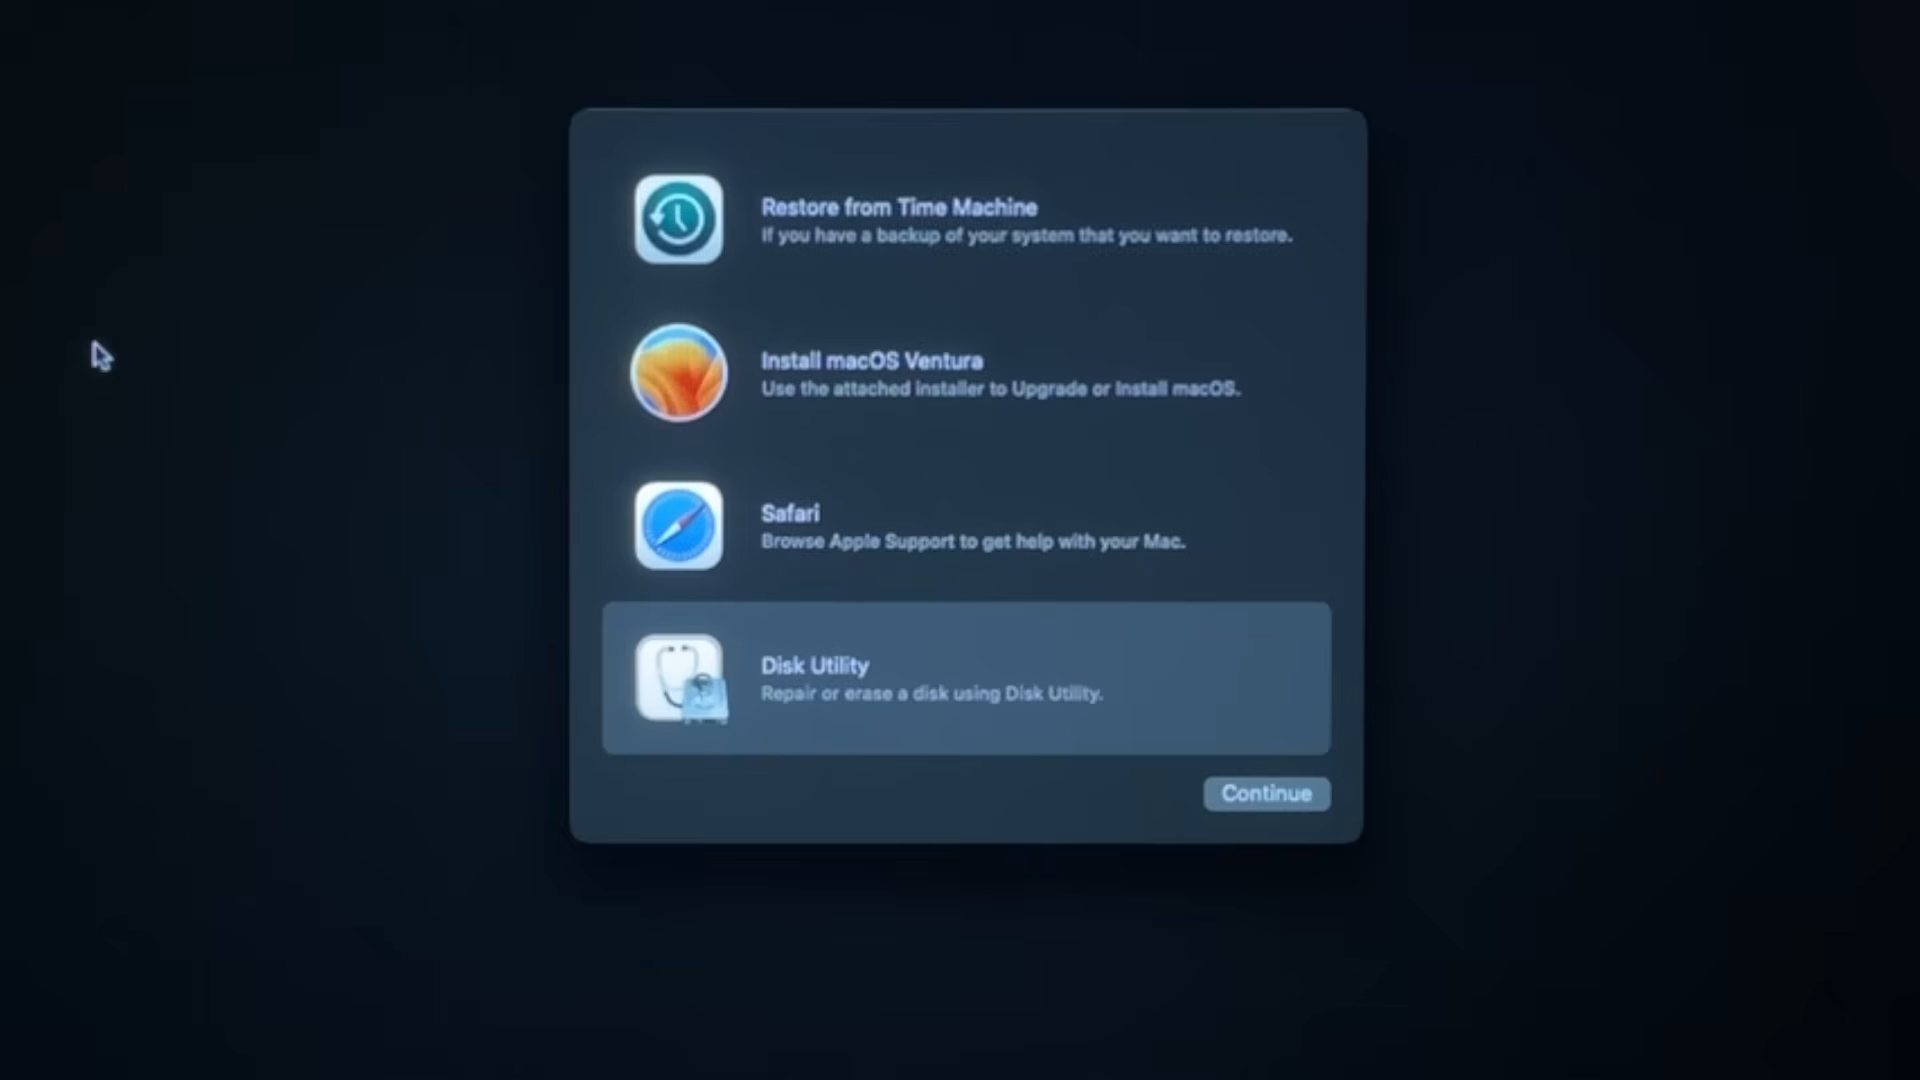 Restore from Time Machine
If you have a backup of your system that you want to restore.
Install macOS Ventura
Use the attached installer to Upgrade or Install macOS.
Safari
Browse Apple Support to get help with your Mac.
Disk Utility
Repair or erase a disk using Disk Utility.
Continue